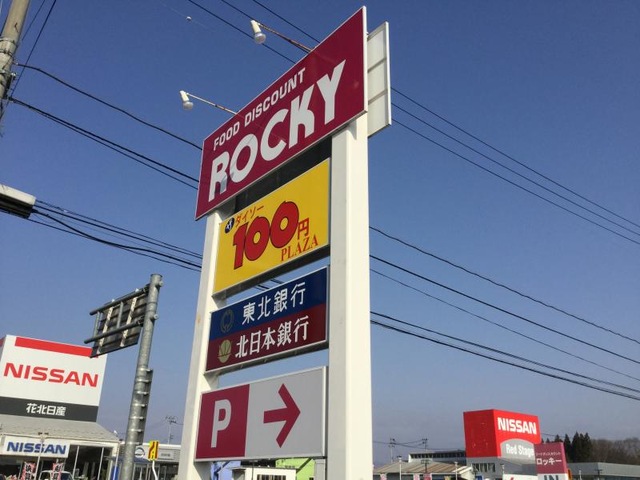 FOOD DISCOUNT
ROCKY
ダイソー
100円
PLAZA
東北銀行
北日本銀行
P
NISSAN
花北日産
NISSAN
NISSAN
Red Stage
ロッキー
IN